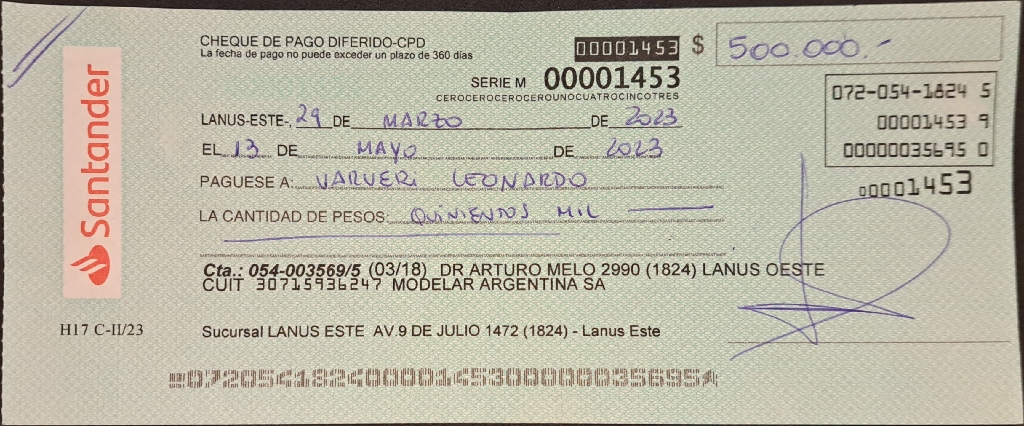 Santander
CHEQUE DE PAGO DIFERIDO-CPD
La fecha de pago no puede exceder un plazo de 360 días
00001453 $ 500.000.-
SERIE M 00001453
CEROCEROCEROCEROUNOCUATROCINCOTRES
072-054-1824 5
00001453 9
00000035695 0
00001453
LANUS-ESTE-, 29 DE MARZO DE 2023
EL 13 DE MAYO DE 2023
PAGUESE A: VARVERI LEONARDO
LA CANTIDAD DE PESOS: QUINIENTOS MIL
Cta.: 054-003569/5 (03/18) DR ARTURO MELO 2990 (1824) LANUS OESTE
CUIT 30715936247 MODELAR ARGENTINA SA
H17 C-II/23
Sucursal LANUS ESTE AV.9 DE JULIO 1472 (1824) - Lanus Este
072054182400001453000000035695